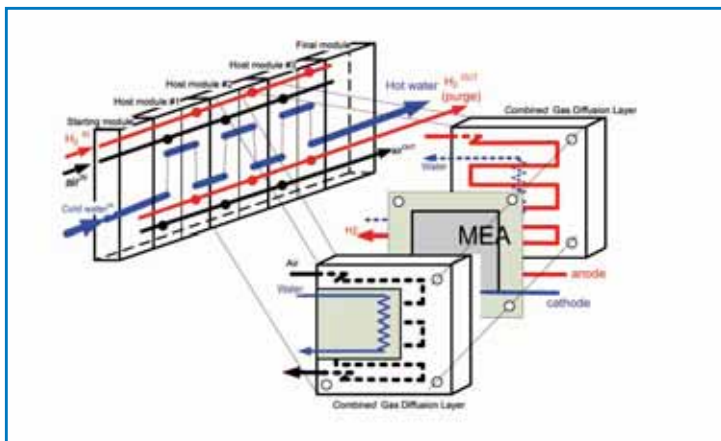 Final module
Host module #3
Host module #2
Host module #1
Starting module
H₂ IN
air IN
Cold water IN
Hot water
H₂ OUT
(purge)
air OUT
Combined Gas Diffusion Layer
Water
H2
MEA
anode
cathode
Air
Water
Combined Gas Diffusion Layer